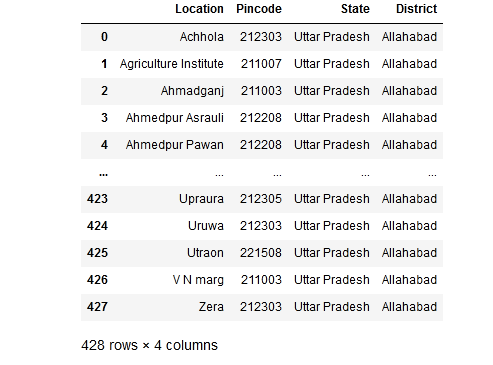 Location Pincode State District
0 Achhola 212303 Uttar Pradesh Allahabad
1 Agriculture Institute 211007 Uttar Pradesh Allahabad
2 Ahmadganj 211003 Uttar Pradesh Allahabad
3 Ahmedpur Asrauli 212208 Uttar Pradesh Allahabad
4 Ahmedpur Pawan 212208 Uttar Pradesh Allahabad
... ... ... ... ...
423 Upraura 212305 Uttar Pradesh Allahabad
424 Uruwa 212303 Uttar Pradesh Allahabad
425 Utraon 221508 Uttar Pradesh Allahabad
426 V N marg 211003 Uttar Pradesh Allahabad
427 Zera 212303 Uttar Pradesh Allahabad
428 rows × 4 columns